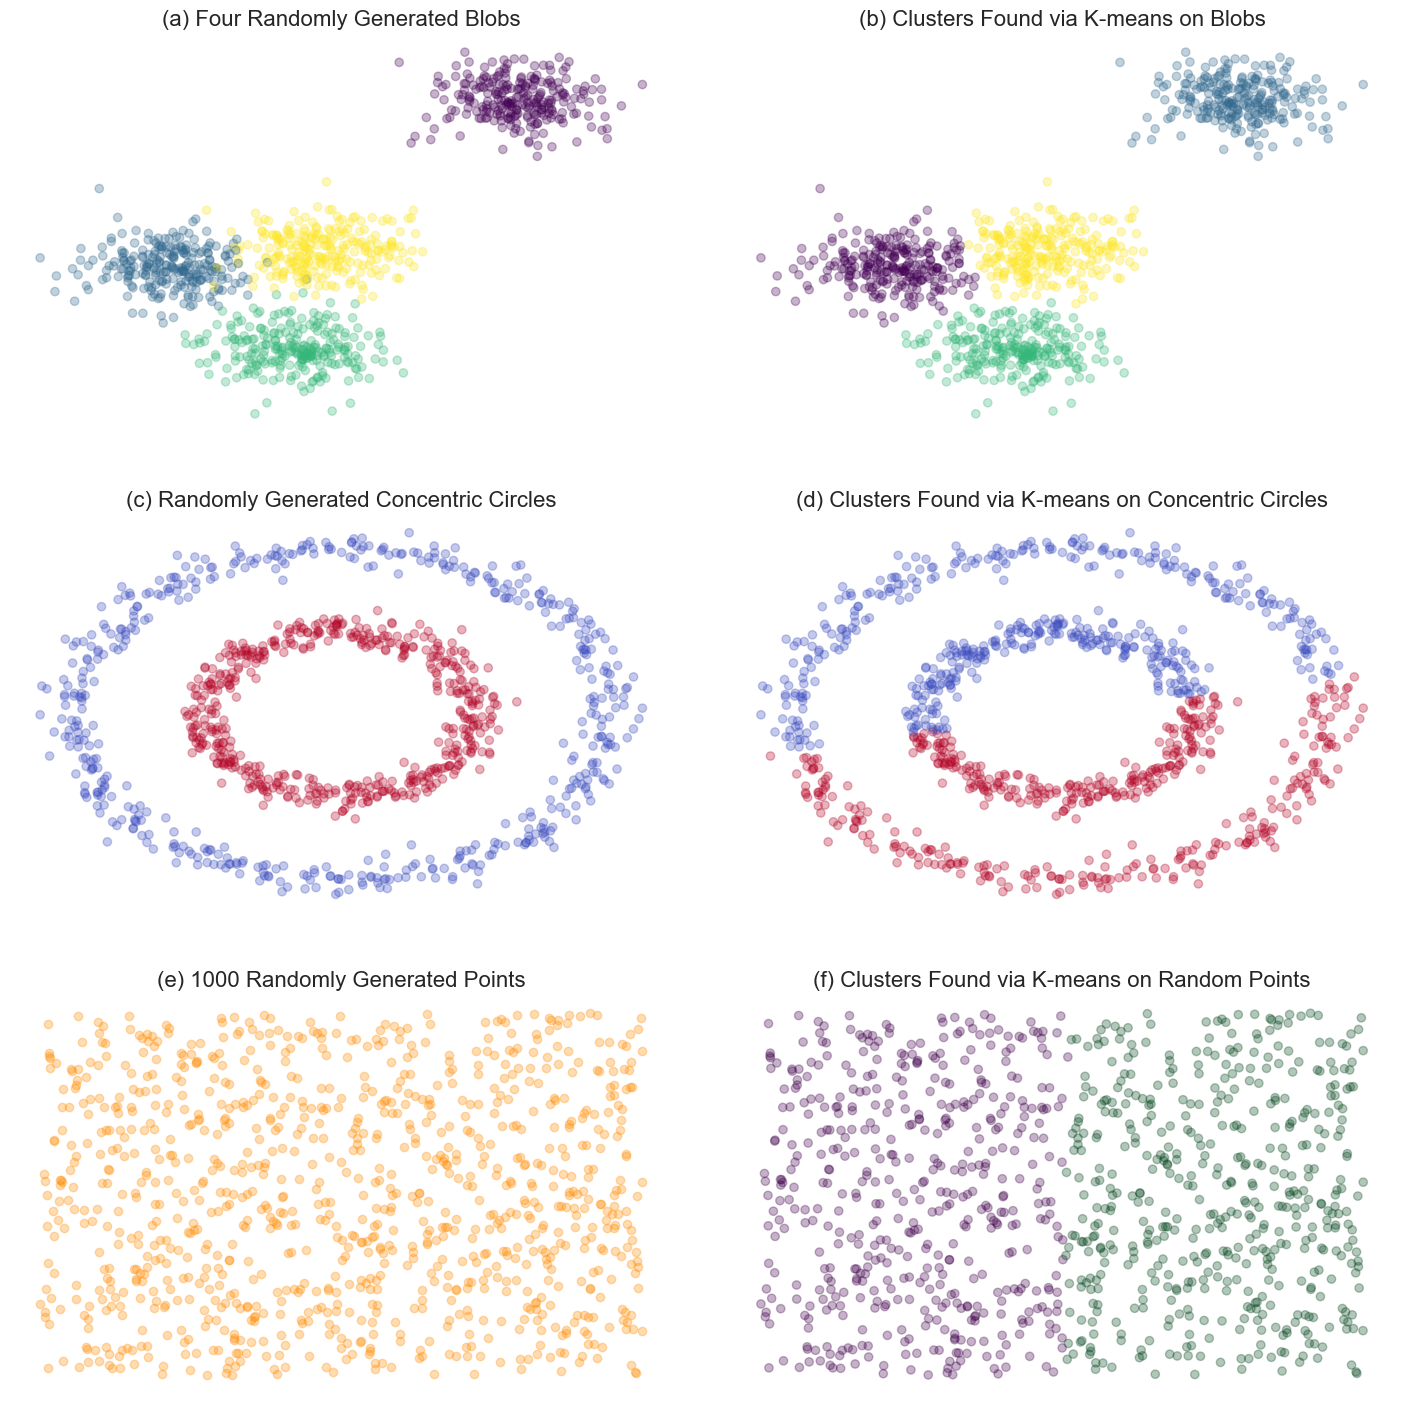 (a) Four Randomly Generated Blobs
(b) Clusters Found via K-means on Blobs
(c) Randomly Generated Concentric Circles
(d) Clusters Found via K-means on Concentric Circles
(e) 1000 Randomly Generated Points
(f) Clusters Found via K-means on Random Points